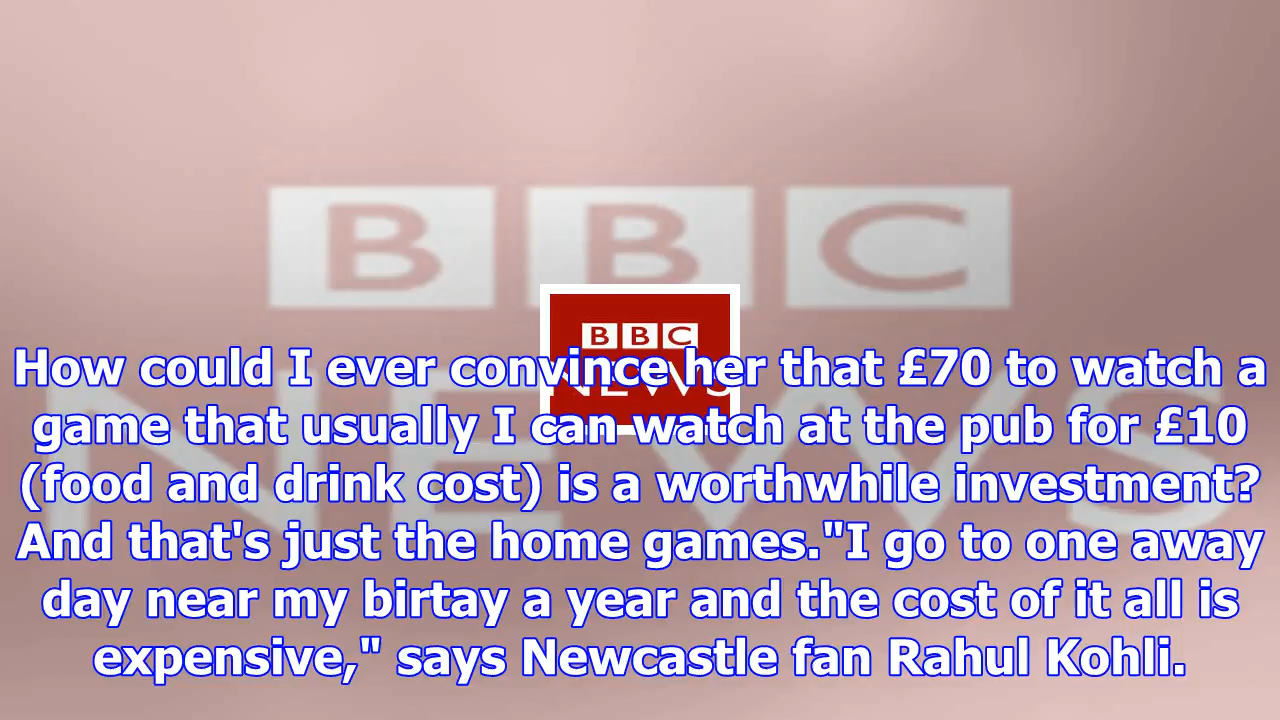 BBC
NEWS
BBC
NEWS
How could I ever convince her that £70 to watch a
game that usually I can watch at the pub for £10
(food and drink cost) is a worthwhile investment?
And that's just the home games."I go to one away
day near my birtay a year and the cost of it all is
expensive," says Newcastle fan Rahul Kohli.